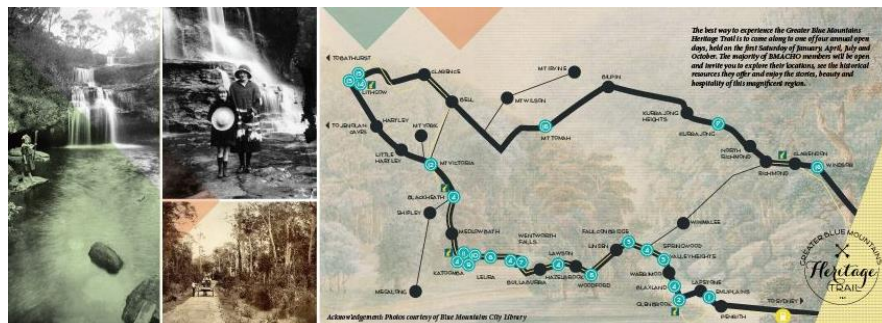 The best way to experience the Greater Blue Mountains
Heritage Trail is to come along to one of four annual open
days, held on the first Saturday of January, April, July and
October. The majority of BMACHO members will be open
and invite you to explore their locations, see the historical
resources they offer and enjoy the stories, beauty and
hospitality of this magnificent region.
TO BATHURST
CLARENCE
MT IRVINE
BILPIN
LITHGOW
BELL
MT WILSON
KURRAJONG
HEIGHTS
TO JENOLAN
CAVES
HARTLEY
MT YORK
MT TOMAH
KURRAJONG
LITTLE
HARTLEY
MT VICTORIA
NORTH
RICHMOND
CLARENDON
RICHMOND
WINDSOR
BLACKHEATH
SHIPLEY
WINMALEE
MEDLOW BATH
WENTWORTH
FALLS
FAULCONBRIDGE
LINDEN
SPRINGWOOD
LAWSON
VALLEY HEIGHTS
KATOOMBA
LEURA
BULLABURRA
HAZELBROOK
WOODFORD
WARRIMOO
BLAXLAND
LAPSTONE
EMU PLAINS
GLENBROOK
MEGALONG
PENRITH
TO SYDNEY
GREATER BLUE MOUNTAINS
Heritage
TRAIL
Acknowledgement: Photos courtesy of Blue Mountains City Library